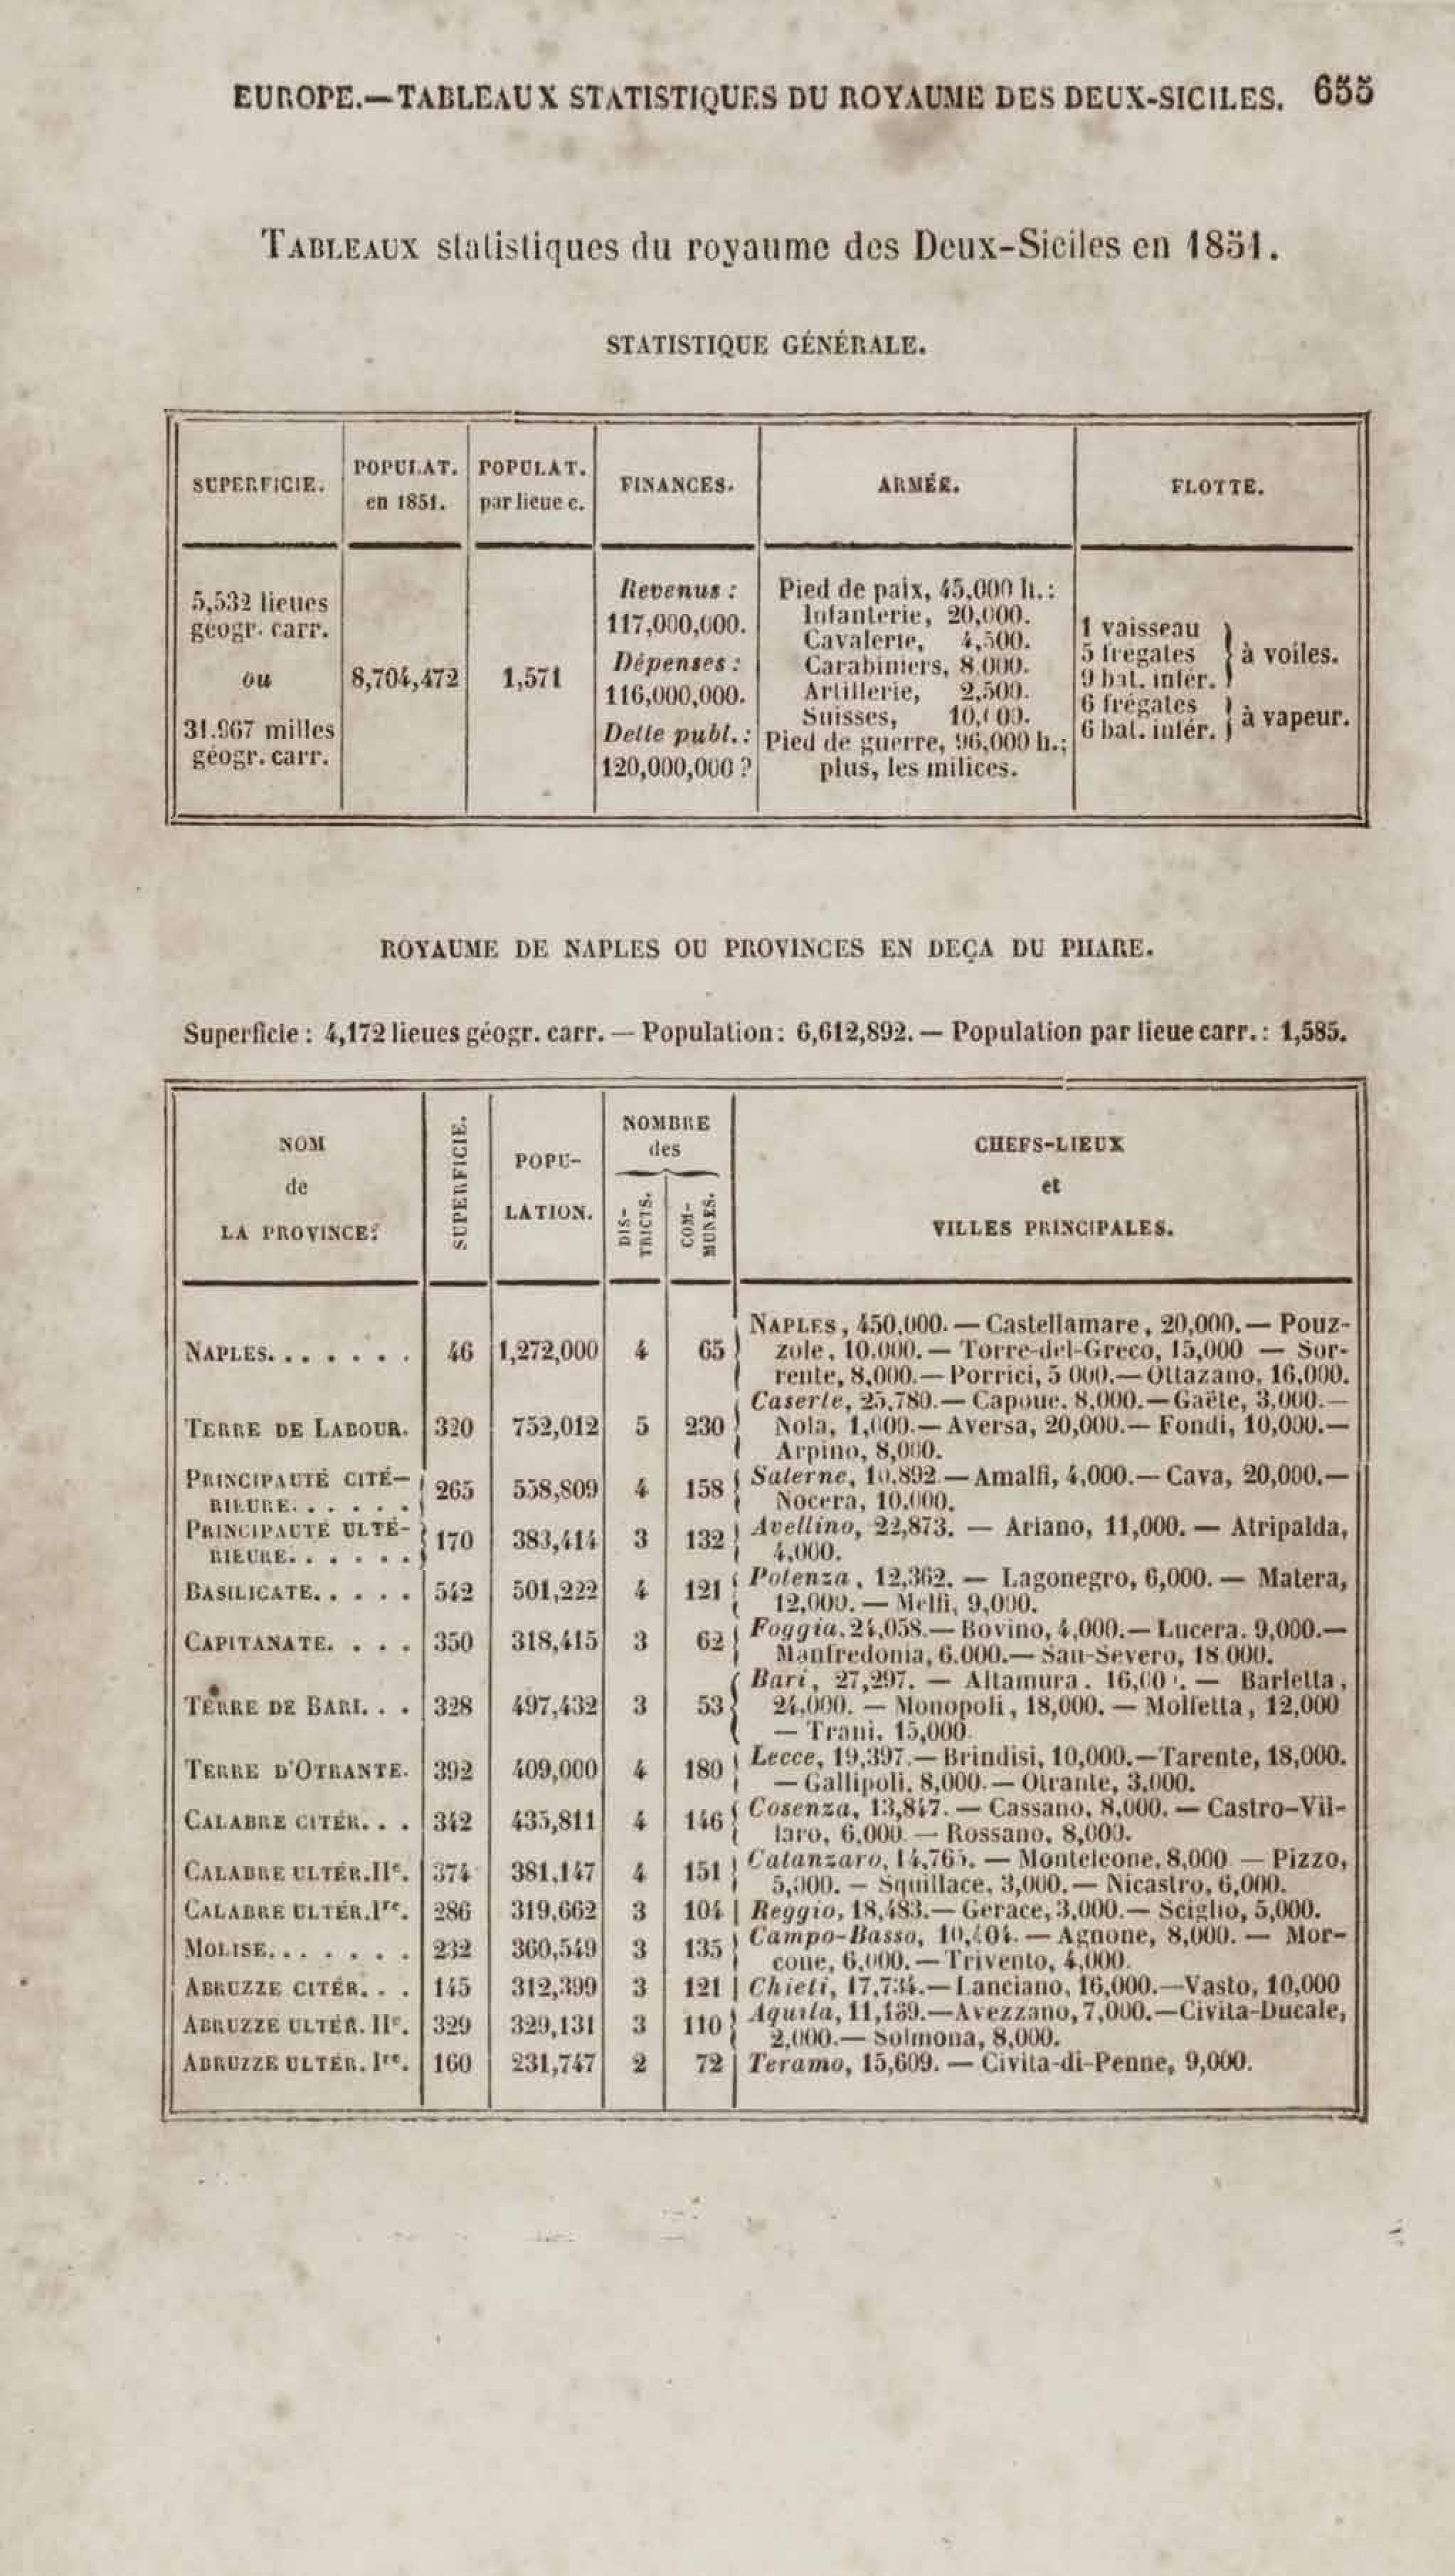 EUROPE.—TABLEAUX STATISTIQUES DU ROYAUME DES DEUX-SICILES. 655
TABLEAUX statistiques du royaume des Deux-Siciles en 1851.
STATISTIQUE GÉNÉRALE.
SUPERFICIE.
POPULAT.
en 1851.
POPULAT.
par lieue c.
FINANCES.
ARMÉE.
FLOTTE.
5,532 lieues
géogr. carr.
ou
31.967 milles
géogr. carr.
8,704,472
1,571
Revenus :
117,000,000.
Dépenses :
116,000,000.
Dette publ. :
120,000,000 ?
Pied de paix, 45,000 h. :
Infanterie, 20,000.
Cavalerie, 4,500.
Carabiniers, 8,000.
Artillerie, 2,500.
Suisses, 10,000.
Pied de guerre, 96,000 h.;
plus, les milices.
1 vaisseau
5 frégates
9 bat. infér.
à voiles.
6 frégates
6 bat. infér.
à vapeur.
ROYAUME DE NAPLES OU PROVINCES EN DEÇA DU PHARE.
Superficie : 4,172 lieues géogr. carr. — Population : 6,612,892. — Population par lieue carr. : 1,585.
NOM
de
LA PROVINCE.
SUPERFICIE.
POPU-
LATION.
NOMBRE
des
DIS-
TRICTS.
COM-
MUNES.
CHEFS-LIEUX
et
VILLES PRINCIPALES.
NAPLES. . . . . . . 46 1,272,000 4 65 NAPLES, 450,000. — Castellamare, 20,000. — Pouz-
zole, 10.000. — Torre-del-Greco, 15,000 — Sor-
rente, 8,000. — Porrici, 5 000. — Ottazano, 16,000.
TERRE DE LABOUR. 320 752,012 5 230 Caserte, 25,780. — Capoue. 8,000. — Gaëte, 3,000. —
Nola, 1,000. — Aversa, 20,000. — Fondi, 10,000. —
Arpino, 8,000.
PRINCIPAUTÉ CITÉ-
RIEURE. . . . . . 265 558,809 4 158 Salerne, 10.892 — Amalfi, 4,000. — Cava, 20,000. —
Nocera, 10,000.
PRINCIPAUTÉ ULTÉ-
RIEURE. . . . . . 170 383,414 3 132 Avellino, 22,873. — Ariano, 11,000. — Atripalda,
4,000.
BASILICATE. . . . . 542 501,222 4 121 Potenza, 12,362. — Lagonegro, 6,000. — Matera,
12,000. — Melfi, 9,000.
CAPITANATE. . . . 350 318,415 3 62 Foggia, 24,058. — Bovino, 4,000. — Lucera. 9,000. —
Manfredonia, 6.000. — San-Severo, 18 000.
TERRE DE BARI. . . 328 497,432 3 53 Bari, 27,297. — Altamura. — Barletta,
24,000. — Monopoli, 18,000. — Molfetta, 12,000
— Trani, 15,000
TERRE D'OTRANTE. 392 409,000 4 180 Lecce, 19,397. — Brindisi, 10,000. — Tarente, 18,000.
— Gallipoli, 8,000. — Otrante, 3,000.
CALABRE CITÉR. . . 342 435,811 4 146 Cosenza, 13,847. — Cassano, 8,000. — Castro-Vil-
laro, 6,000 — Rossano, 8,000.
CALABRE ULTÉR. IIe. 374 381,147 4 151 Catanzaro, 14,765. — Monteleone, 8,000 — Pizzo,
5,000. — Squillace, 3,000. — Nicastro, 6,000.
CALABRE ULTÉR. Ire. 286 319,662 3 104 Reggio, 18,483. — Gerace, 3,000. — Sciglio, 5,000.
MOLISE. . . . . . . 232 360,549 3 135 Campo-Basso, 10,404. — Agnone, 8,000. — Mor-
cone, 6,000. — Trivento, 4,000.
ABRUZZE CITÉR. . . 145 312,399 3 121 Chieti, 17,734. — Lanciano, 16,000. — Vasto, 10,000
ABRUZZE ULTÉR. IIe. 329 329,131 3 110 Aquila, 11,189. — Avezzano, 7,000. — Civita-Ducale,
2,000. — Solmona, 8,000.
ABRUZZE ULTÉR. Ire. 160 231,747 2 72 Teramo, 15,609. — Civita-di-Penne, 9,000.